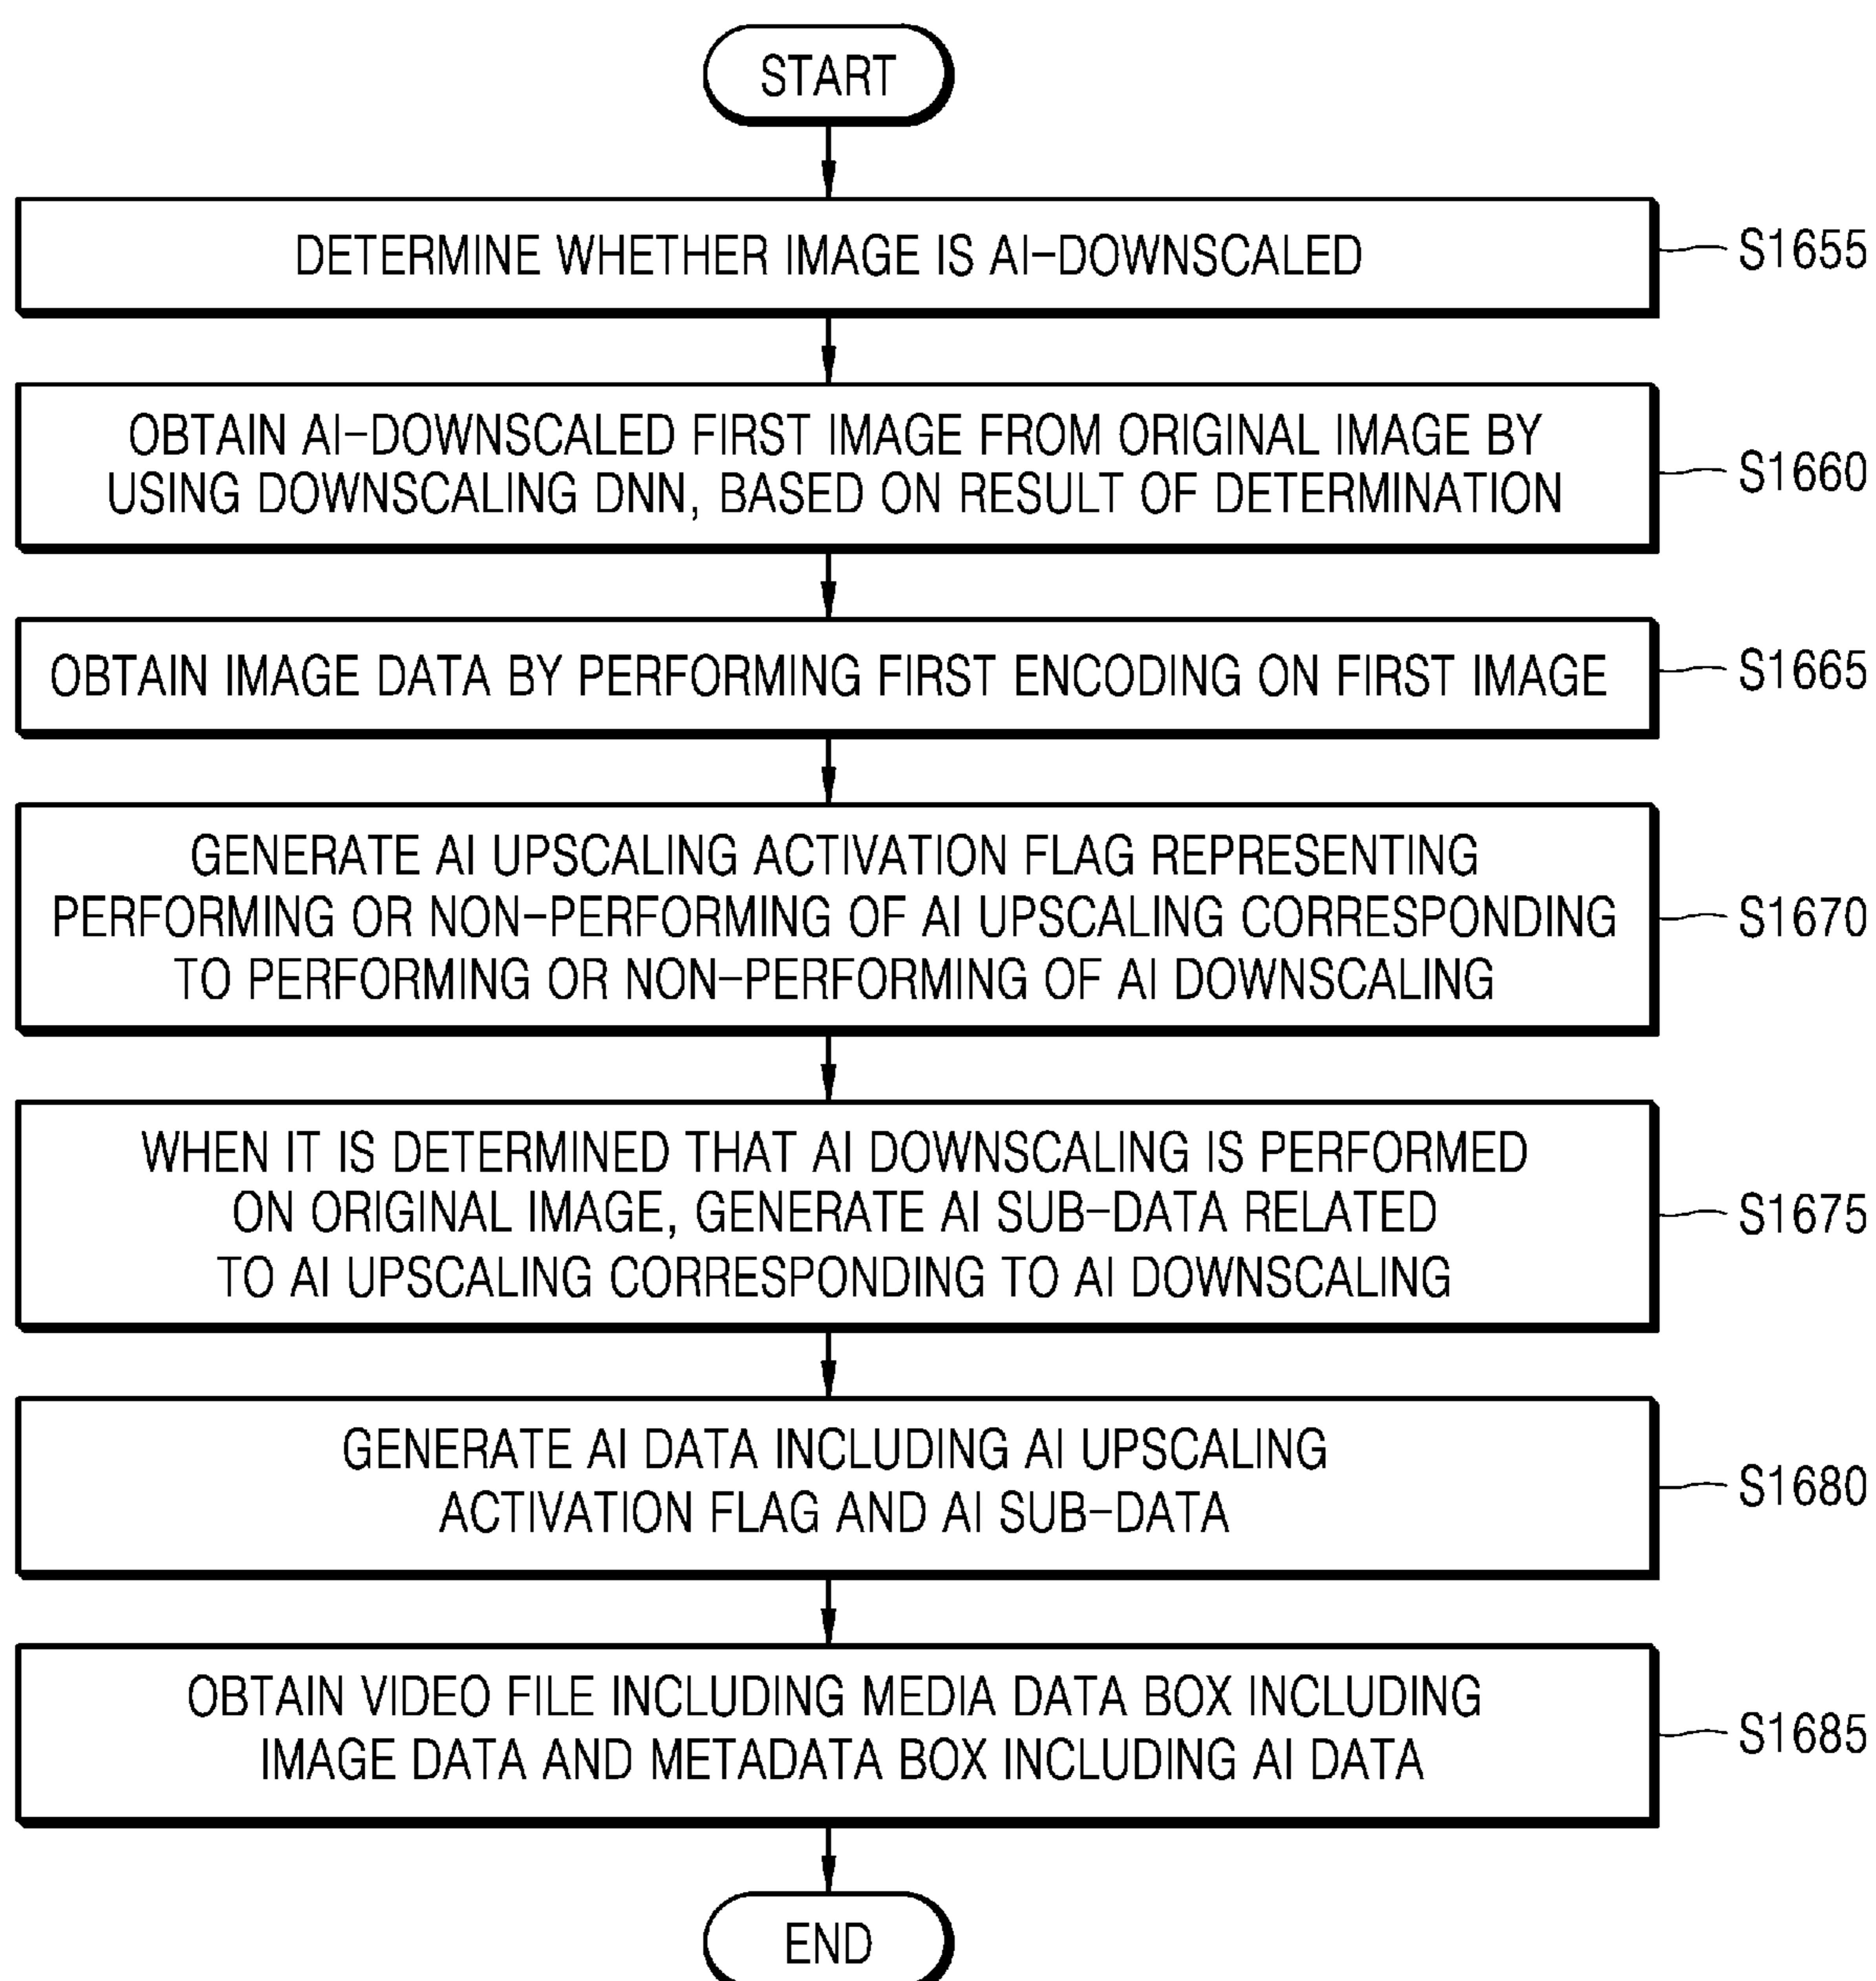 START
DETERMINE WHETHER IMAGE IS AI-DOWNSCALED
S1655
OBTAIN AI-DOWNSCALED FIRST IMAGE FROM ORIGINAL IMAGE BY
USING DOWNSCALING DNN, BASED ON RESULT OF DETERMINATION
S1660
OBTAIN IMAGE DATA BY PERFORMING FIRST ENCODING ON FIRST IMAGE
S1665
GENERATE AI UPSCALING ACTIVATION FLAG REPRESENTING
PERFORMING OR NON-PERFORMING OF AI UPSCALING CORRESPONDING
TO PERFORMING OR NON-PERFORMING OF AI DOWNSCALING
S1670
WHEN IT IS DETERMINED THAT AI DOWNSCALING IS PERFORMED
ON ORIGINAL IMAGE, GENERATE AI SUB-DATA RELATED
TO AI UPSCALING CORRESPONDING TO AI DOWNSCALING
S1675
GENERATE AI DATA INCLUDING AI UPSCALING
ACTIVATION FLAG AND AI SUB-DATA
S1680
OBTAIN VIDEO FILE INCLUDING MEDIA DATA BOX INCLUDING
IMAGE DATA AND METADATA BOX INCLUDING AI DATA
S1685
END